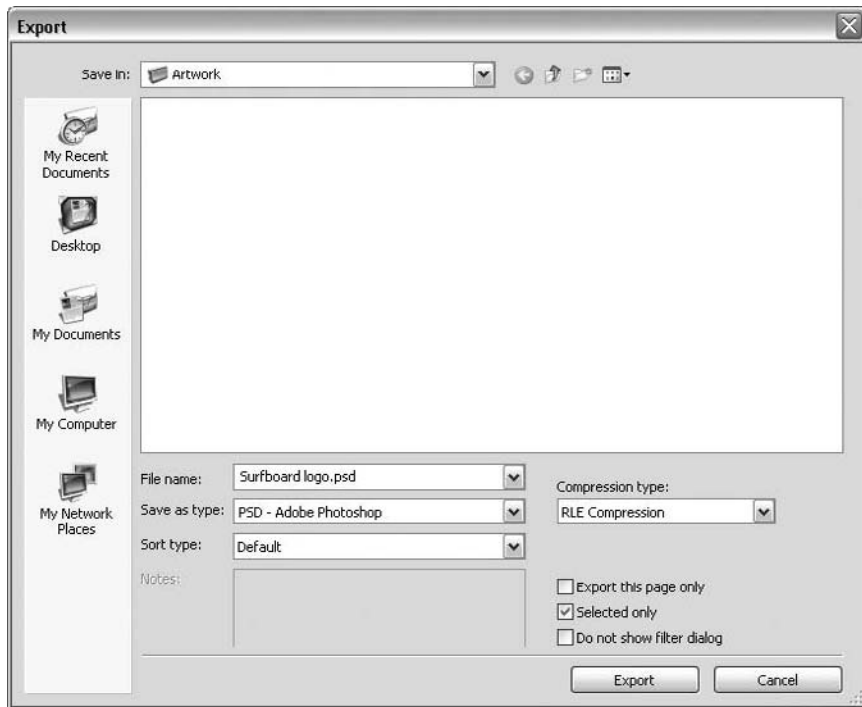 Export
Save in: Artwork
My Recent
Documents
Desktop
My Documents
My Computer
My Network
Places
File name: Surfboard logo.psd
Save as type: PSD - Adobe Photoshop
Sort type: Default
Notes:
Compression type:
RLE Compression
Export this page only
Selected only
Do not show filter dialog
Export Cancel